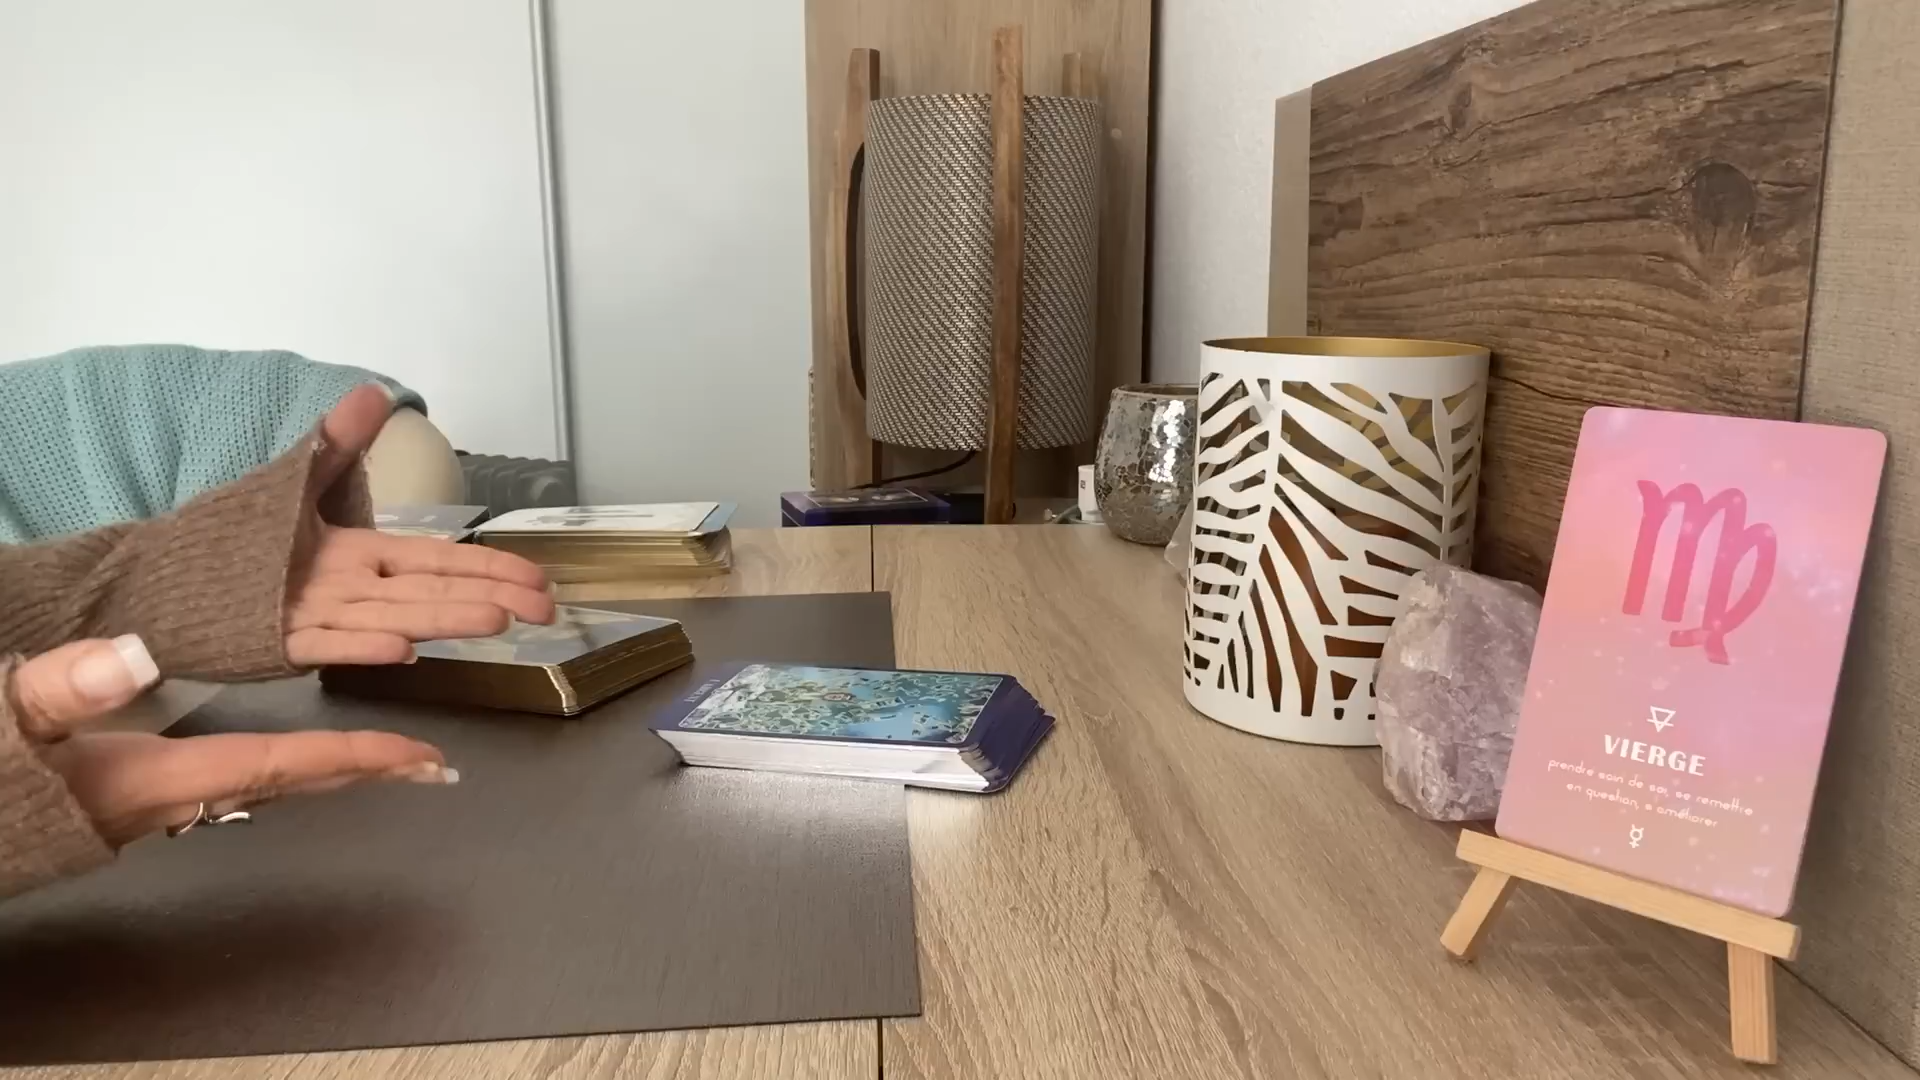 VIERGE
prendre soin de soi, se remettre
en question, s améliorer